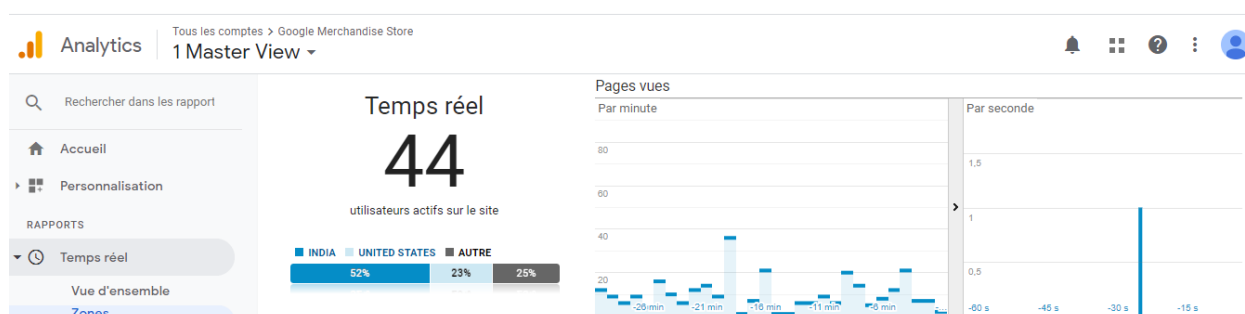 Analytics
Tous les comptes > Google Merchandise Store
1 Master View
Rechercher dans les rapport
Accueil
Personnalisation
RAPPORTS
Temps réel
Vue d'ensemble
Zones
Temps réel
44
utilisateurs actifs sur le site
INDIA UNITED STATES AUTRE
52% 23% 25%
Pages vues
Par minute
80
60
40
20
-26 min -21 min -16 min -11 min -6 min
Par seconde
1,5
1
0,5
-60 s -45 s -30 s -15 s